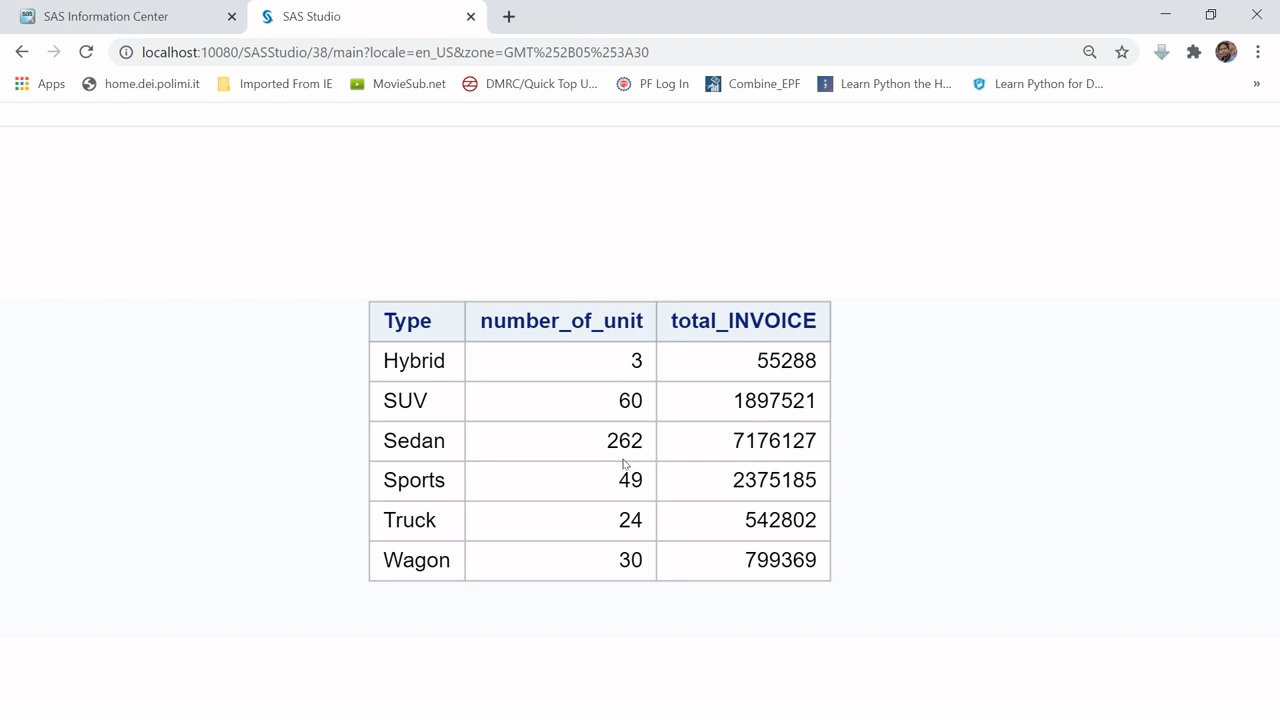 SAS Information Center SAS Studio
localhost:10080/SASStudio/38/main?locale=en_US&zone=GMT%252B05%253A30
Apps home.dei.polimi.it Imported From IE MovieSub.net DMRC/Quick Top U... PF Log In Combine_EPF Learn Python the H... Learn Python for D... »
Type number_of_unit total_INVOICE
Hybrid 3 55288
SUV 60 1897521
Sedan 262 7176127
Sports 49 2375185
Truck 24 542802
Wagon 30 799369